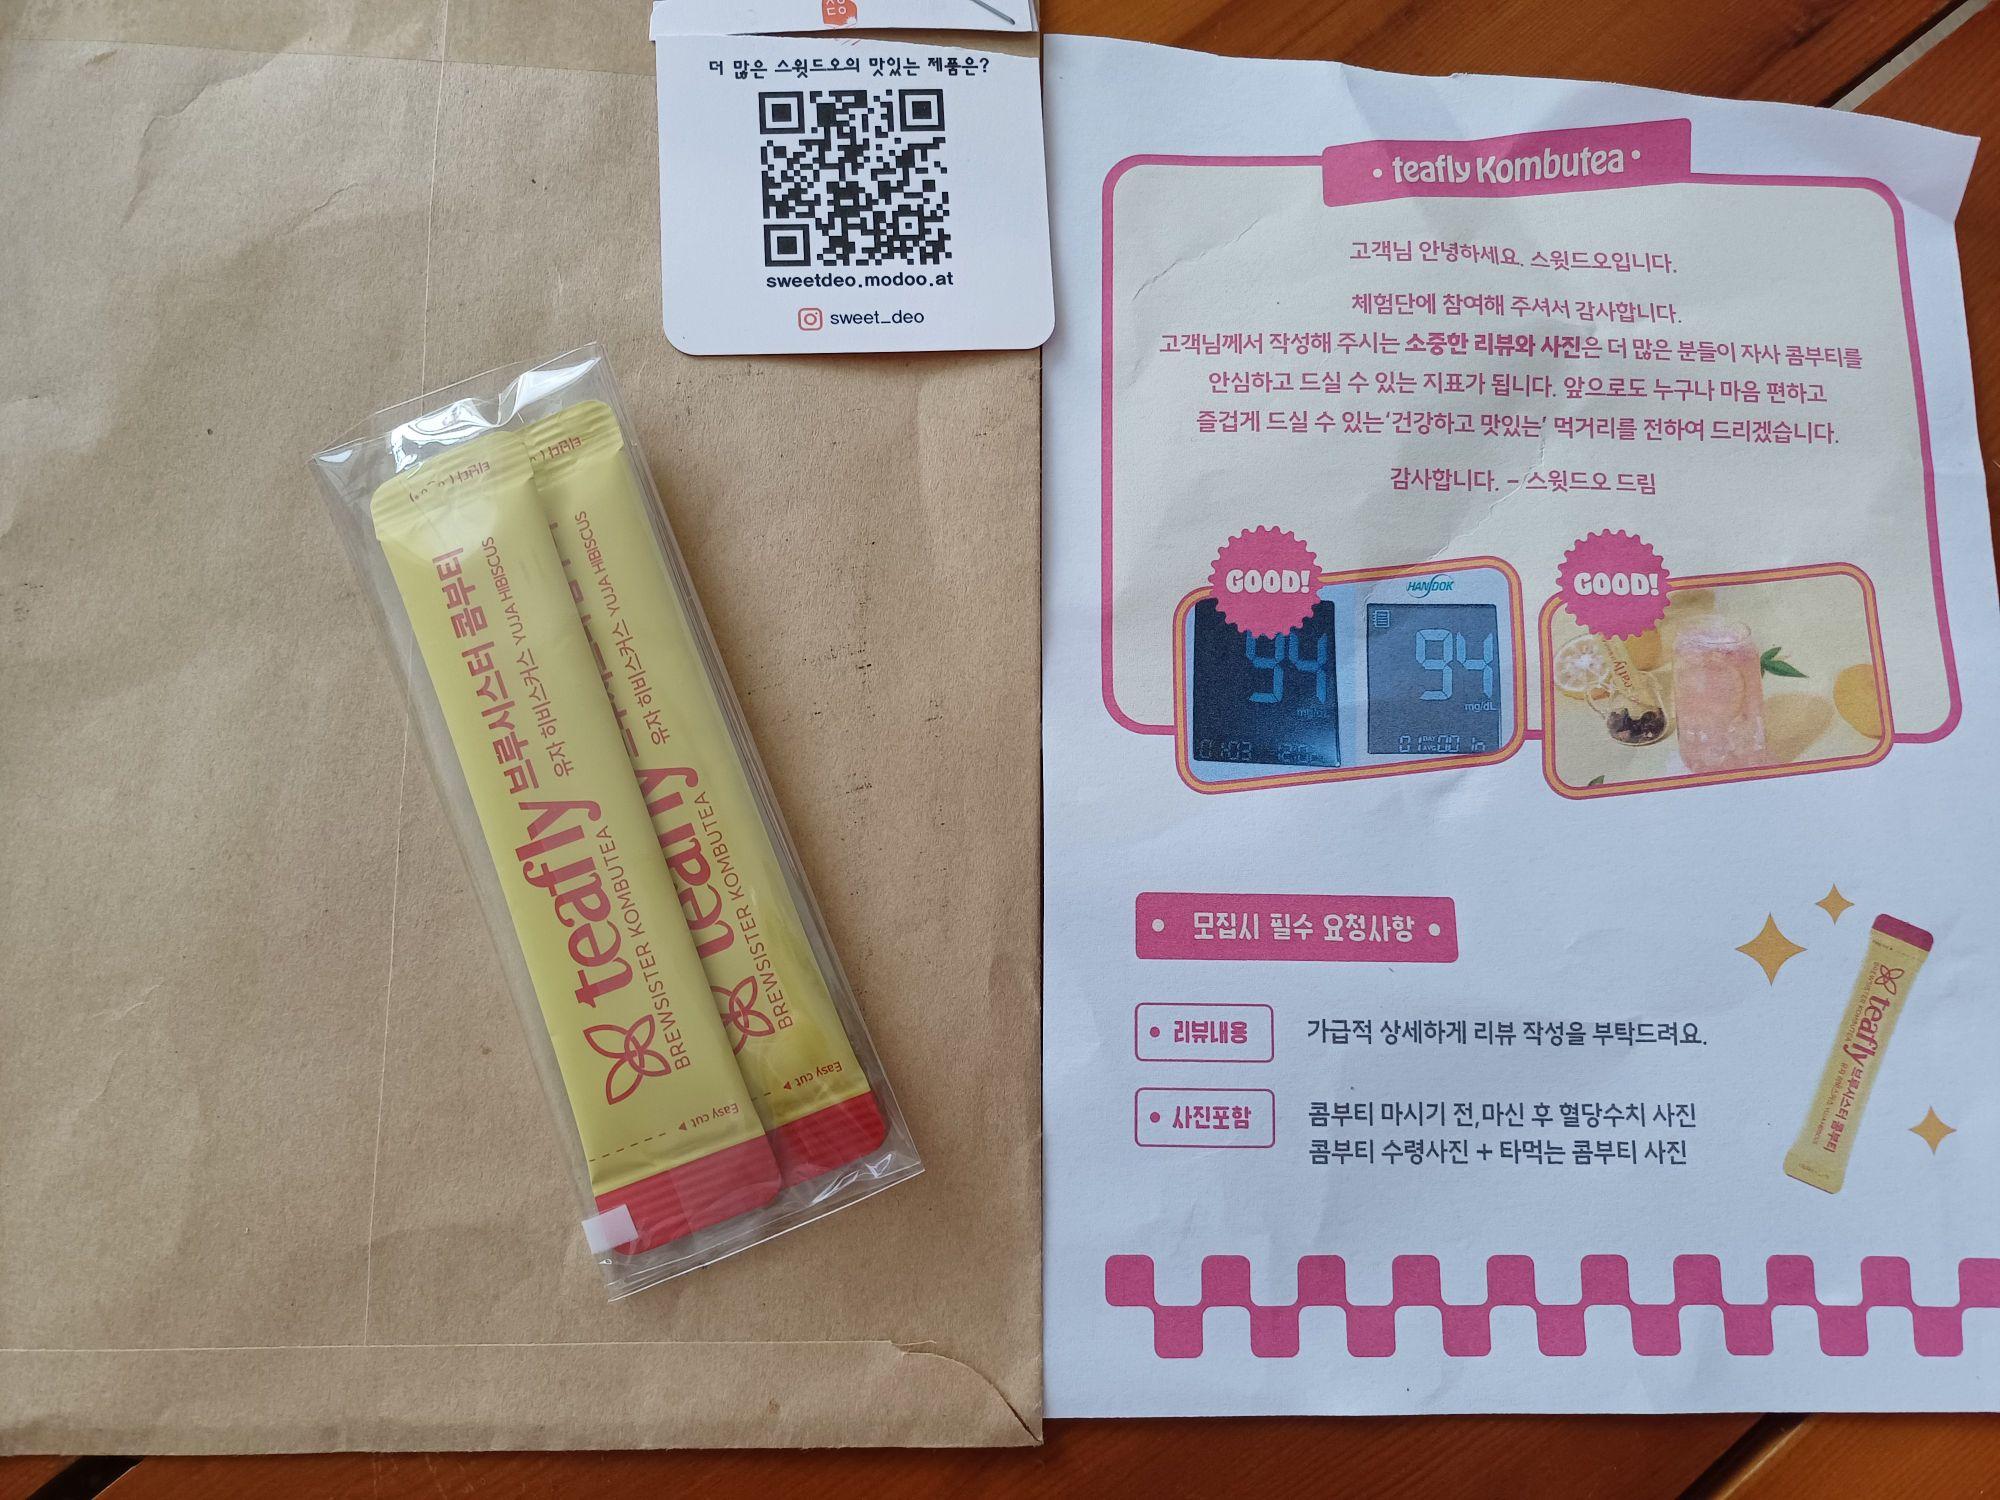 더 많은 스윗드오의 맛있는 제품은?
sweetdeo.modoo.at
sweet_deo
teafly 브루시스터 콤부티
유자 히비스커스 YUJA HIBISCUS
BREWSISTER KOMBUTEA
Easy cut
teafly
유자 히비스커스 YUJA HIBISCUS
BREWSISTER KOMBUTEA
Easy cut
• teafly Kombutea •
고객님 안녕하세요. 스윗드오입니다.
체험단에 참여해 주셔서 감사합니다.
고객님께서 작성해 주시는 소중한 리뷰와 사진은 더 많은 분들이 자사 콤부티를
안심하고 드실 수 있는 지표가 됩니다. 앞으로도 누구나 마음 편하고
즐겁게 드실 수 있는 '건강하고 맛있는' 먹거리를 전하여 드리겠습니다.
감사합니다. - 스윗드오 드림
GOOD!
94
mg/dL
HANDOK
94
mg/dL
GOOD!
• 모집시 필수 요청사항 •
• 리뷰내용
가급적 상세하게 리뷰 작성을 부탁드려요.
• 사진포함
콤부티 마시기 전,마신 후 혈당수치 사진
콤부티 수령사진 + 타먹는 콤부티 사진
teafly 브루시스터 콤부티
BREWSISTER KOMBUTEA